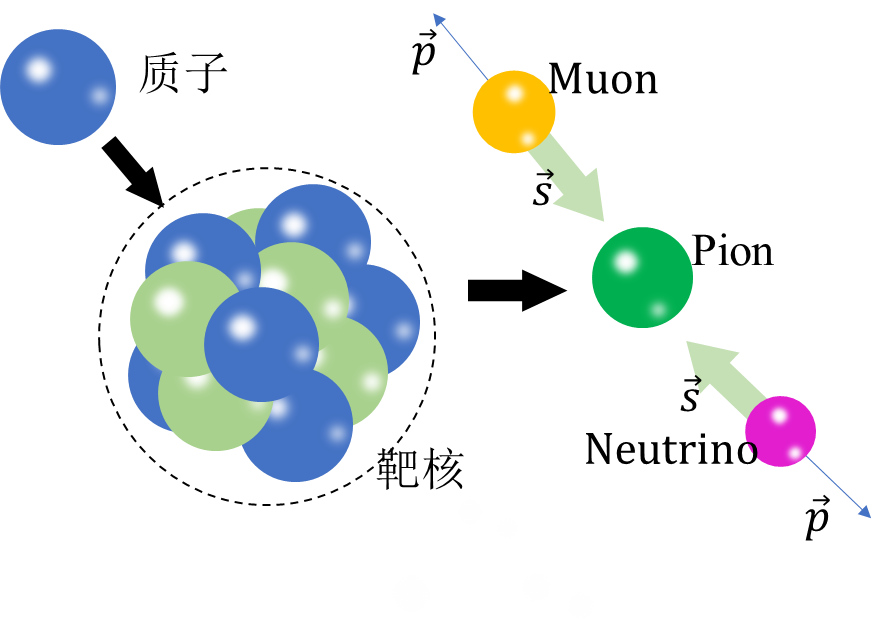 质子
靶核
p⃗
Muon
s⃗
Pion
s⃗
Neutrino
p⃗